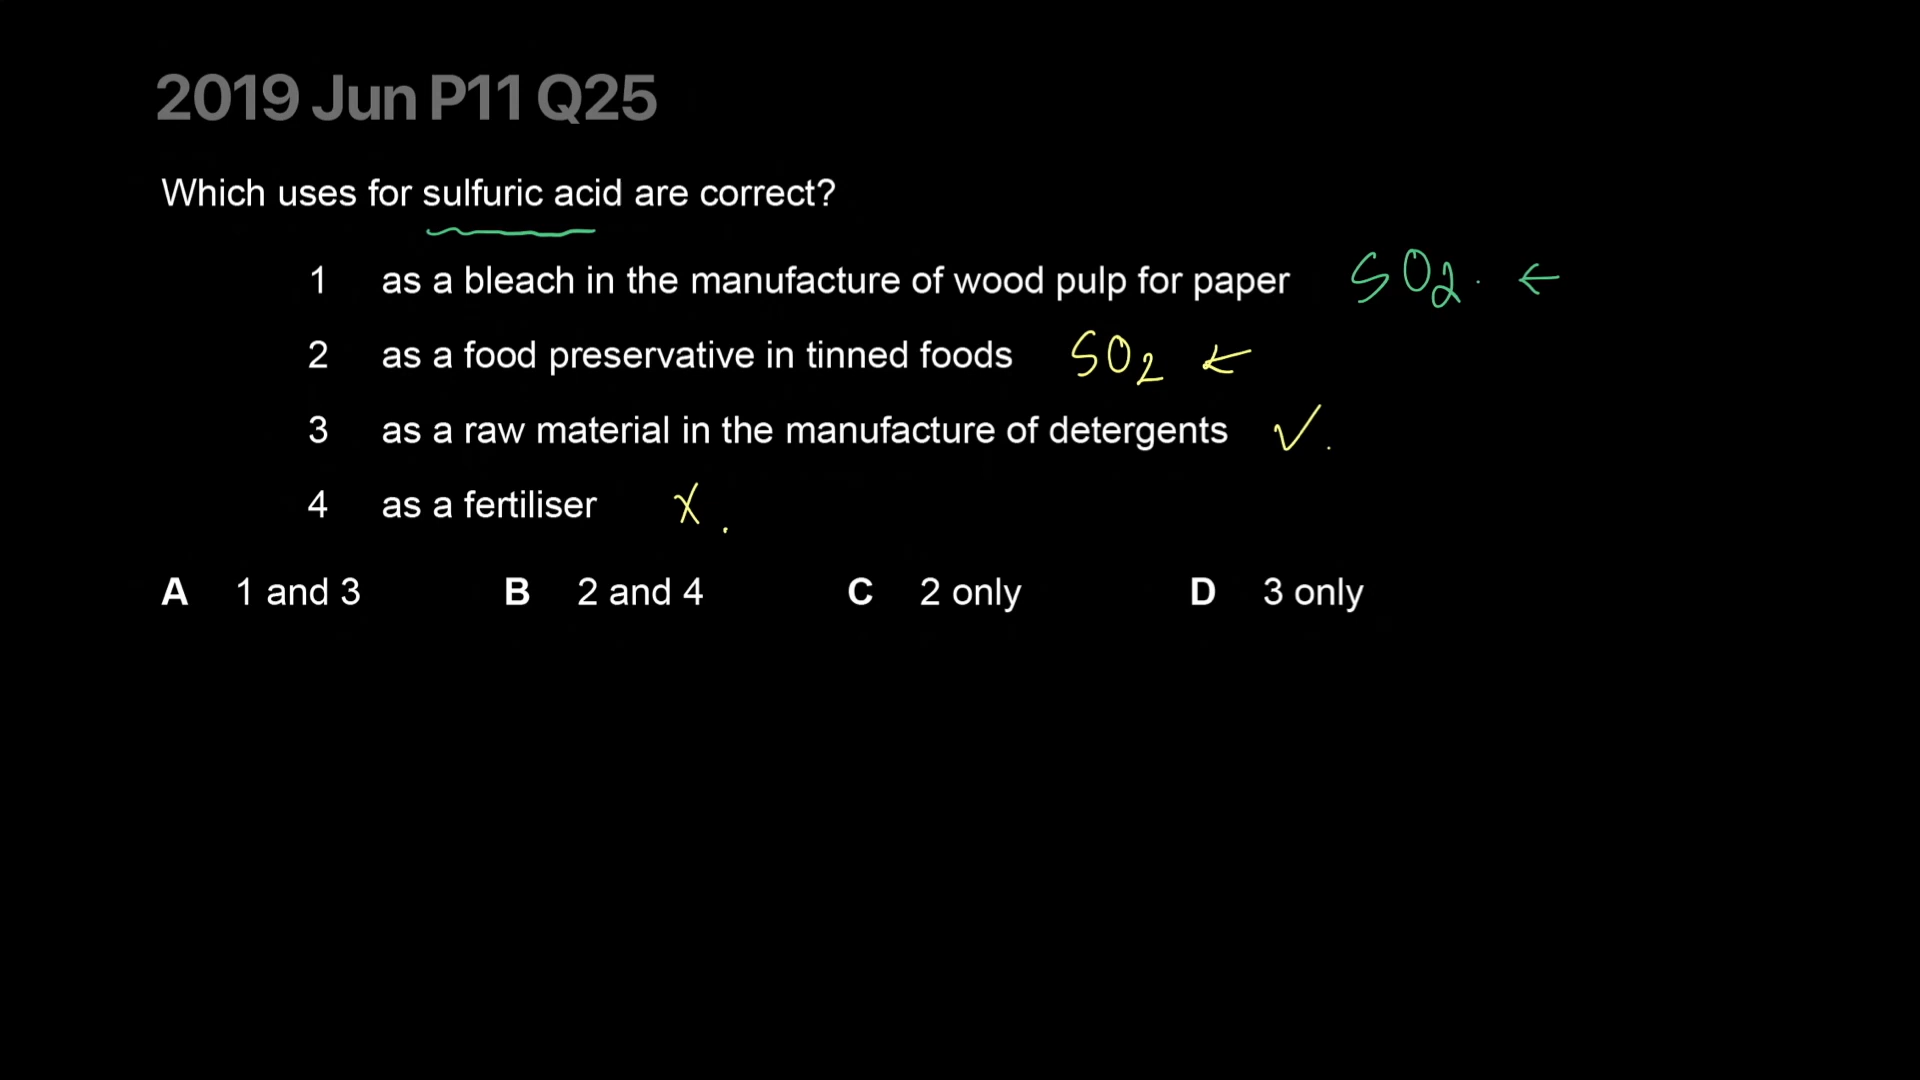 2019 Jun P11 Q25
Which uses for sulfuric acid are correct?
1 as a bleach in the manufacture of wood pulp for paper SO2. ←
2 as a food preservative in tinned foods SO2 ←
3 as a raw material in the manufacture of detergents ✓.
4 as a fertiliser X.
A 1 and 3 B 2 and 4 C 2 only D 3 only